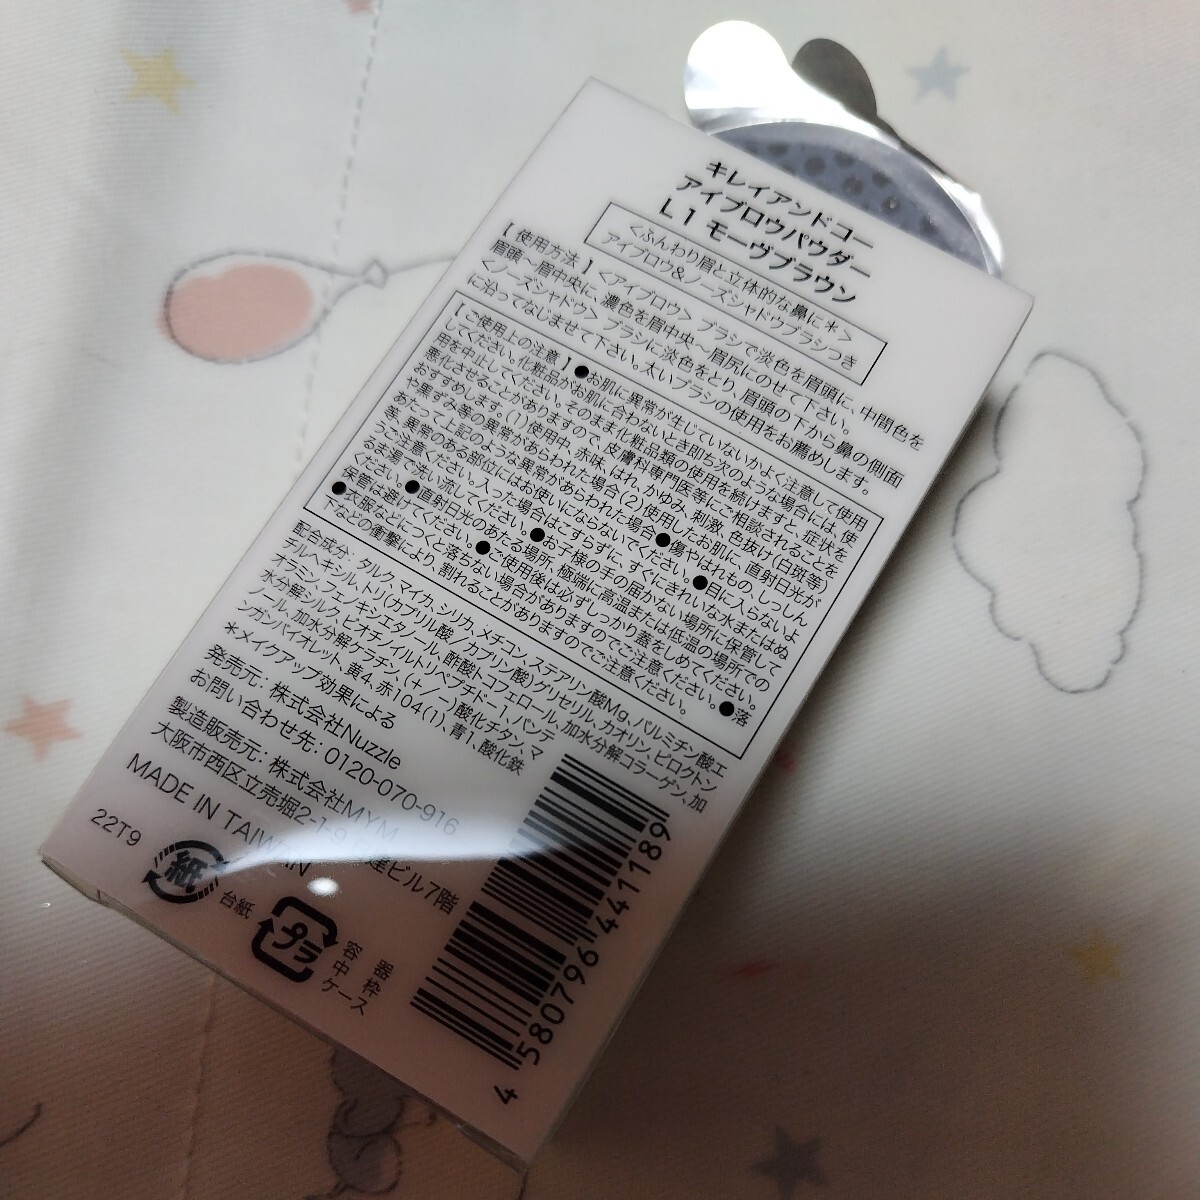 キレイアンドコー
アイブロウパウダー
L1 モーヴブラウン
<ふんわり眉と立体的な鼻に*>
アイブロウ&ノーズシャドウブラシつき
【 使用方法 】<アイブロウ> ブラシで淡色を眉頭に、中間色を
眉頭〜眉中央に、濃色を眉中央〜眉尻にのせて下さい。
<ノーズシャドウ> ブラシに淡色をとり、眉頭の下から鼻の側面
に沿ってなじませて下さい。太いブラシの使用をお薦めします。
【ご使用上の注意 】●お肌に異常が生じていないかよく注意して使用
してください。化粧品がお肌に合わないとき即ち次のような場合には、使
用を中止してください。そのまま化粧品類の使用を続けますと、症状を
悪化させることがありますので、皮膚科専門医等にご相談されることを
おすすめします。(1)使用中、赤味、はれ、かゆみ、刺激、色抜け(白斑等)
や黒ずみ等の異常があらわれた場合(2)使用したお肌に、直射日光が
あたって上記のような異常があらわれた場合●傷やはれもの、しっしん
等、異常のある部位にはお使いにならないでください。●目に入らないよ
うご注意ください。入った場合はこすらずに、すぐにきれいな水またはぬ
るま湯で洗い流してください。●お子様の手の届かない場所に保管して
ください。●直射日光のあたる場所、極端に高温または低温の場所での
保管は避けてください。●ご使用後は必ずしっかり蓋をしめてください。
●衣服などにつくと落ちない場合がありますのでご注意ください。●落
下などの衝撃により、割れることがありますのでご注意ください。
配合成分：タルク、マイカ、シリカ、メチコン、ステアリン酸Mg、パルミチン酸エ
チルヘキシル、トリ(カプリル酸/カプリン酸)グリセリル、カオリン、ピロクトン
オラミン、フェノキシエタノール、酢酸トコフェロール、加水分解コラーゲン、加
水分解シルク、ビオチノイルトリペプチド-1、パンテ
ノール、加水分解ケラチン、(+/-)酸化チタン、マ
ンガンバイオレット、黄4、赤104(1)、青1、酸化鉄
*メイクアップ効果による
発売元：株式会社Nuzzle
お問い合わせ先：0120-070-916
製造販売元：株式会社MYM
大阪市西区立売堀2-1-9 日建ビル7階
MADE IN TAIWAN
22T9
紙
台紙
プラ
容器
中枠
ケース
4 580796 441189